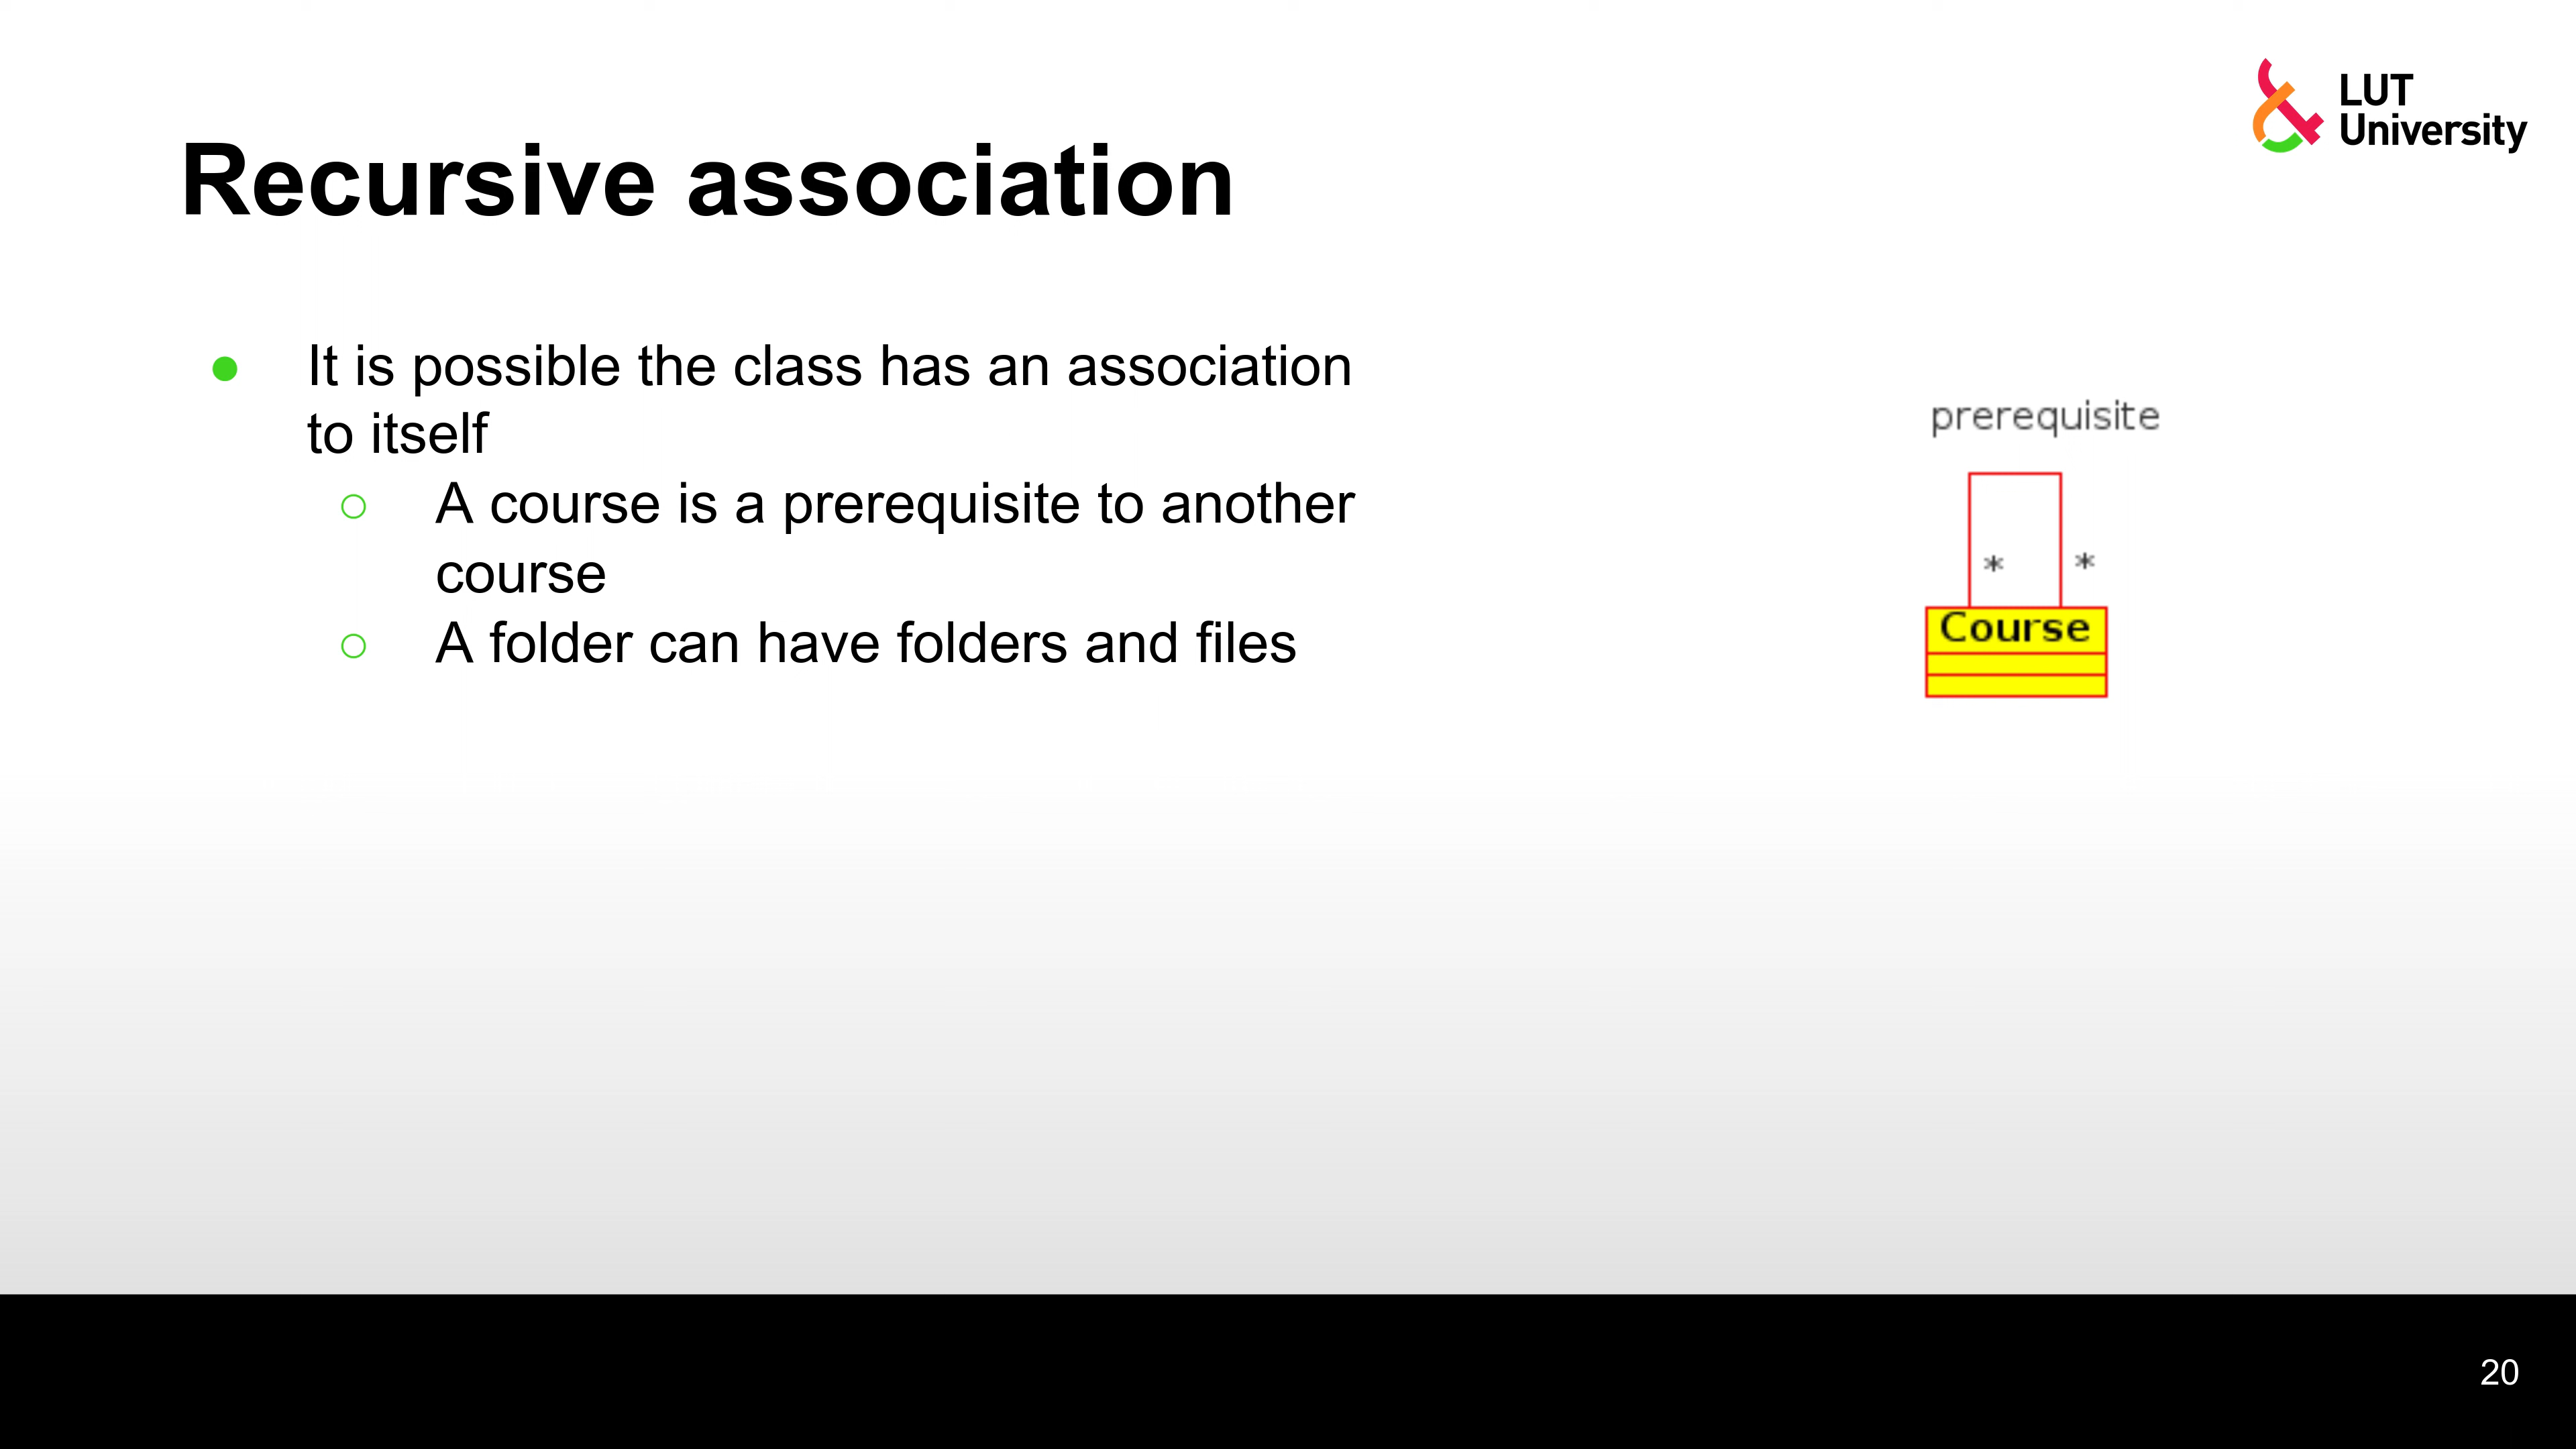 LUT
University
Recursive association
● It is possible the class has an association
to itself
○ A course is a prerequisite to another
course
○ A folder can have folders and files
prerequisite
* *
Course
20